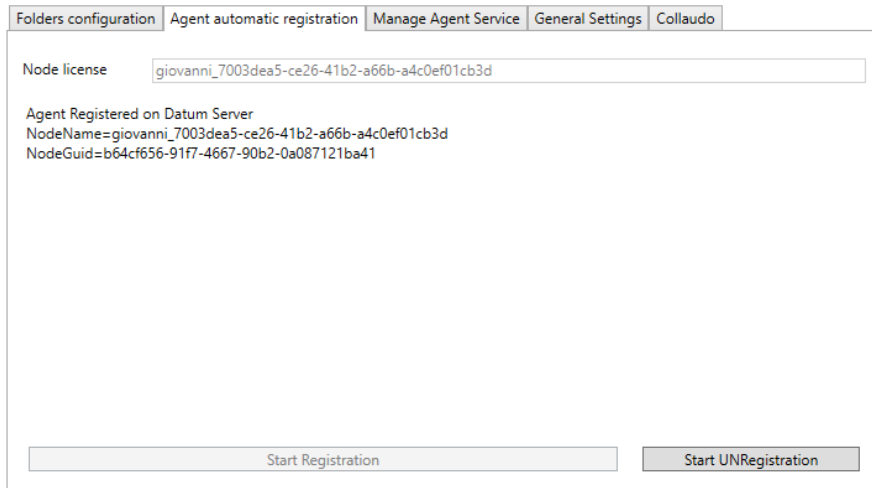 Folders configuration Agent automatic registration Manage Agent Service General Settings Collaudo
Node license giovanni_7003dea5-ce26-41b2-a66b-a4c0ef01cb3d
Agent Registered on Datum Server
NodeName=giovanni_7003dea5-ce26-41b2-a66b-a4c0ef01cb3d
NodeGuid=b64cf656-91f7-4667-90b2-0a087121ba41
Start Registration Start UNRegistration